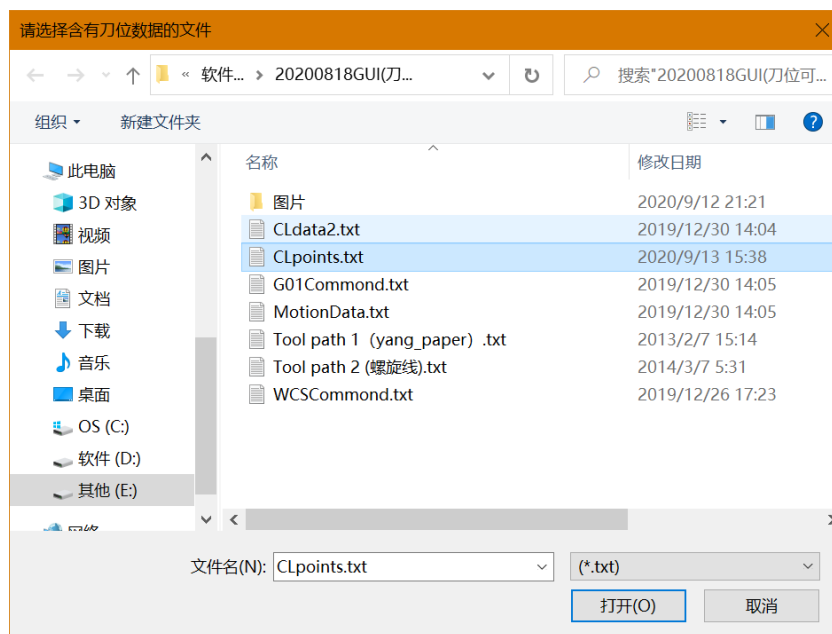 请选择含有刀位数据的文件
« 软件... › 20200818GUI(刀...
搜索"20200818GUI(刀位可...
组织 新建文件夹
名称 修改日期
此电脑
3D 对象
视频
图片
文档
下载
音乐
桌面
OS (C:)
软件 (D:)
其他 (E:)
网络
图片 2020/9/12 21:21
CLdata2.txt 2019/12/30 14:04
CLpoints.txt 2020/9/13 15:38
G01Commond.txt 2019/12/30 14:05
MotionData.txt 2019/12/30 14:05
Tool path 1（yang_paper）.txt 2013/2/7 15:14
Tool path 2 (螺旋线).txt 2014/3/7 5:31
WCSCommond.txt 2019/12/26 17:23
文件名(N): CLpoints.txt (*.txt)
打开(O) 取消